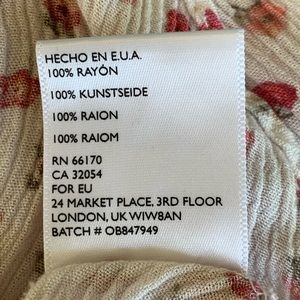 HECHO EN E.U.A.
100% RAYÓN
100% KUNSTSEIDE
100% RAION
100% RAIOM
RN 66170
CA 32054
FOR EU
24 MARKET PLACE, 3RD FLOOR
LONDON, UK WIW8AN
BATCH # OB847949